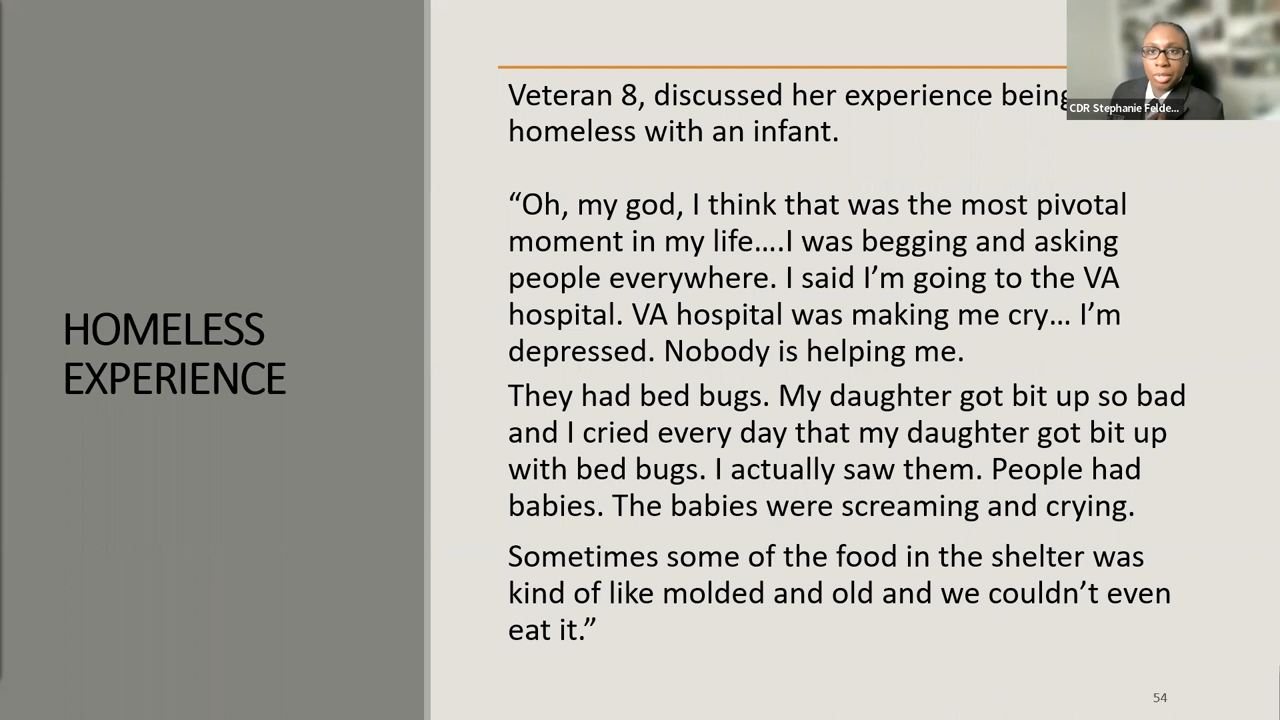 Veteran 8, discussed her experience being
homeless with an infant.
CDR Stephanie Felde...
“Oh, my god, I think that was the most pivotal
moment in my life….I was begging and asking
people everywhere. I said I’m going to the VA
hospital. VA hospital was making me cry… I’m
depressed. Nobody is helping me.
They had bed bugs. My daughter got bit up so bad
and I cried every day that my daughter got bit up
with bed bugs. I actually saw them. People had
babies. The babies were screaming and crying.
Sometimes some of the food in the shelter was
kind of like molded and old and we couldn’t even
eat it.”
HOMELESS
EXPERIENCE
54